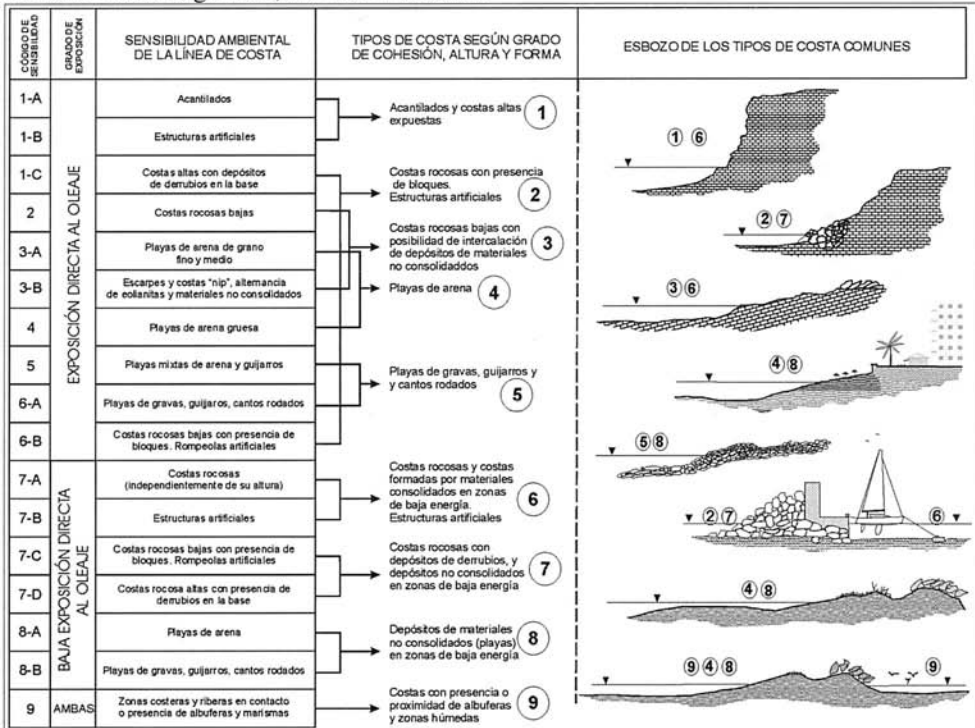 CÓDIGO DE
SENSIBILIDAD
GRADO DE
EXPOSICIÓN
SENSIBILIDAD AMBIENTAL
DE LA LÍNEA DE COSTA
TIPOS DE COSTA SEGÚN GRADO
DE COHESIÓN, ALTURA Y FORMA
ESBOZO DE LOS TIPOS DE COSTA COMUNES
EXPOSICIÓN DIRECTA AL OLEAJE
1-A
Acantilados
1-B
Estructuras artificiales
1-C
Costas altas con depósitos
de derrubios en la base
2
Costas rocosas bajas
3-A
Playas de arena de grano
fino y medio
3-B
Escarpes y costas "nip", alternancia
de eolianitas y materiales no consolidados
4
Playas de arena gruesa
5
Playas mixtas de arena y guijarros
6-A
Playas de gravas, guijarros, cantos rodados
6-B
Costas rocosas bajas con presencia de
bloques. Rompeolas artificiales
BAJA EXPOSICIÓN DIRECTA
AL OLEAJE
7-A
Costas rocosas
(independientemente de su altura)
7-B
Estructuras artificiales
7-C
Costas rocosas bajas con presencia de
bloques. Rompeolas artificiales
7-D
Costas rocosa altas con presencia de
derrubios en la base
8-A
Playas de arena
8-B
Playas de gravas, guijarros, cantos rodados
9
AMBAS
Zonas costeras y riberas en contacto
o presencia de albuferas y marismas
Acantilados y costas altas
expuestas
1
Costas rocosas con presencia
de bloques.
Estructuras artificiales
2
Costas rocosas bajas con
posibilidad de intercalación
de depósitos de materiales
no consolidaddos
3
Playas de arena
4
Playas de gravas, guijarros y
y cantos rodados
5
Costas rocosas y costas
formadas por materiales
consolidados en zonas
de baja energía.
Estructuras artificiales
6
Costas rocosas con
depósitos de derrubios, y
depósitos no consolidados
en zonas de baja energía
7
Depósitos de materiales
no consolidados (playas)
en zonas de baja energía
8
Costas con presencia o
proximidad de albuferas
y zonas húmedas
9
1 6
2 7
3 6
4 8
5 8
2 7
6
4 8
9 4 8
9